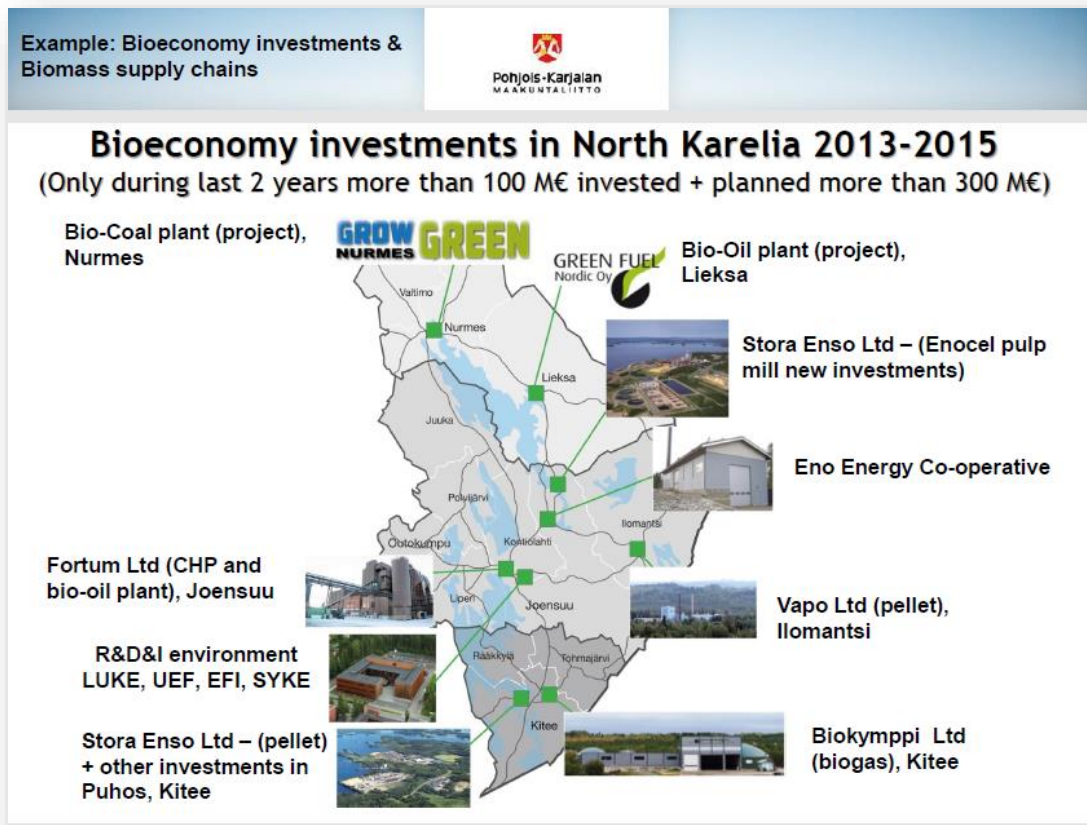 Example: Bioeconomy investments &
Biomass supply chains
Pohjois-Karjalan
MAAKUNTALIITTO
Bioeconomy investments in North Karelia 2013-2015
(Only during last 2 years more than 100 M€ invested + planned more than 300 M€)
Bio-Coal plant (project),
Nurmes
GROW
NURMES
GREEN
GREEN FUEL
Nordic Oy
Bio-Oil plant (project),
Lieksa
Valtimo
Nurmes
Stora Enso Ltd – (Enocel pulp
mill new investments)
Lieksa
Juuka
Eno Energy Co-operative
Polvijärvi
Ilomantsi
Outokumpu
Kontiolahti
Fortum Ltd (CHP and
bio-oil plant), Joensuu
Liperi
Joensuu
Vapo Ltd (pellet),
Ilomantsi
R&D&I environment
LUKE, UEF, EFI, SYKE
Rääkkylä
Tohmajärvi
Kitee
Stora Enso Ltd – (pellet)
+ other investments in
Puhos, Kitee
Biokymppi Ltd
(biogas), Kitee